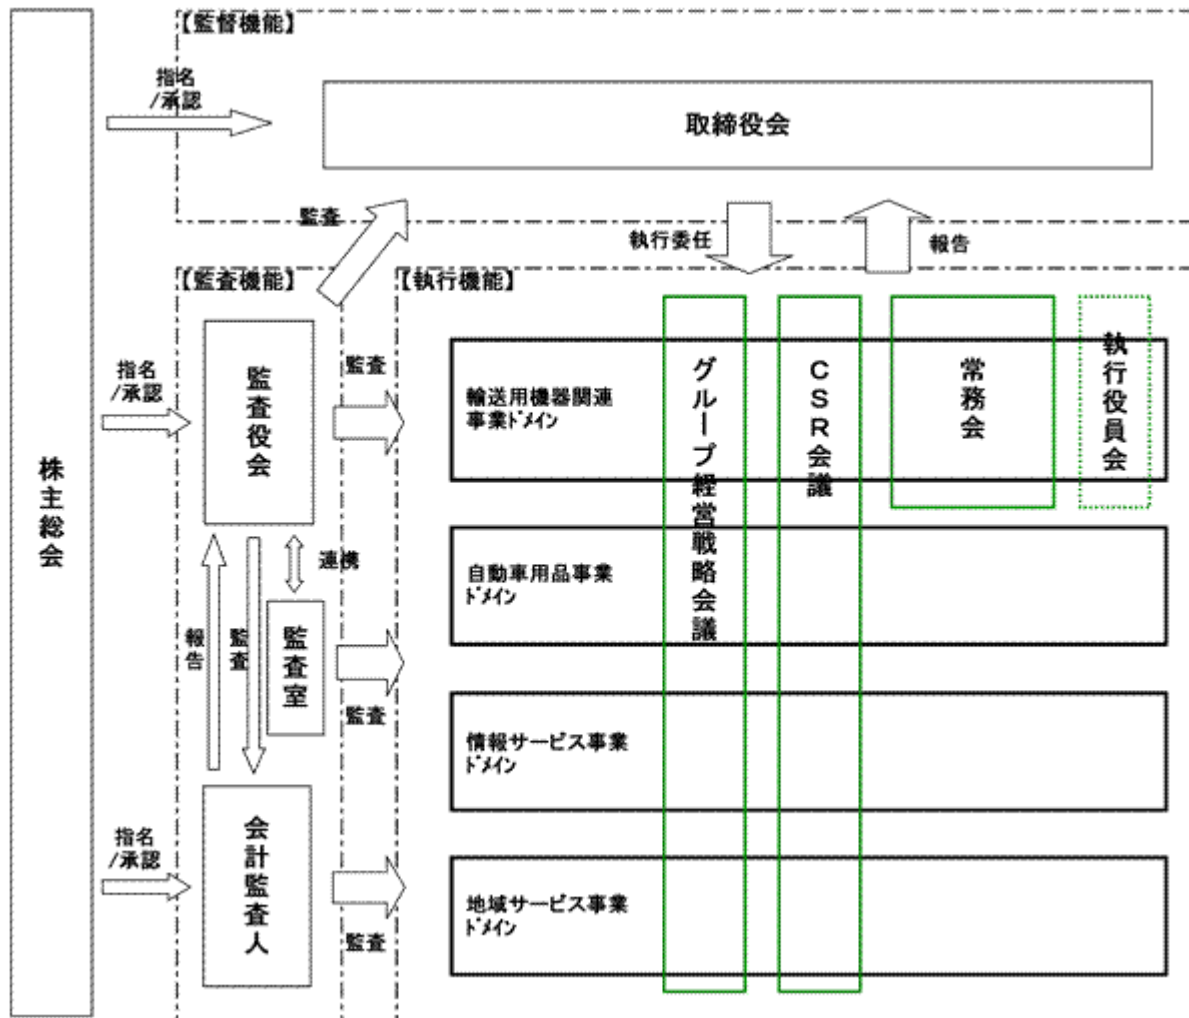 【監督機能】
指名
/承認
取締役会
監査
執行委任
報告
【監査機能】
【執行機能】
株主総会
指名
/承認
監査役会
監査
輸送用機器関連
事業ﾄﾞﾒｲﾝ
グループ経営戦略会議
CSR会議
常務会
執行役員会
連携
報告
監査
監査室
監査
自動車用品事業
ﾄﾞﾒｲﾝ
情報サービス事業
ﾄﾞﾒｲﾝ
指名
/承認
会計監査人
監査
地域サービス事業
ﾄﾞﾒｲﾝ